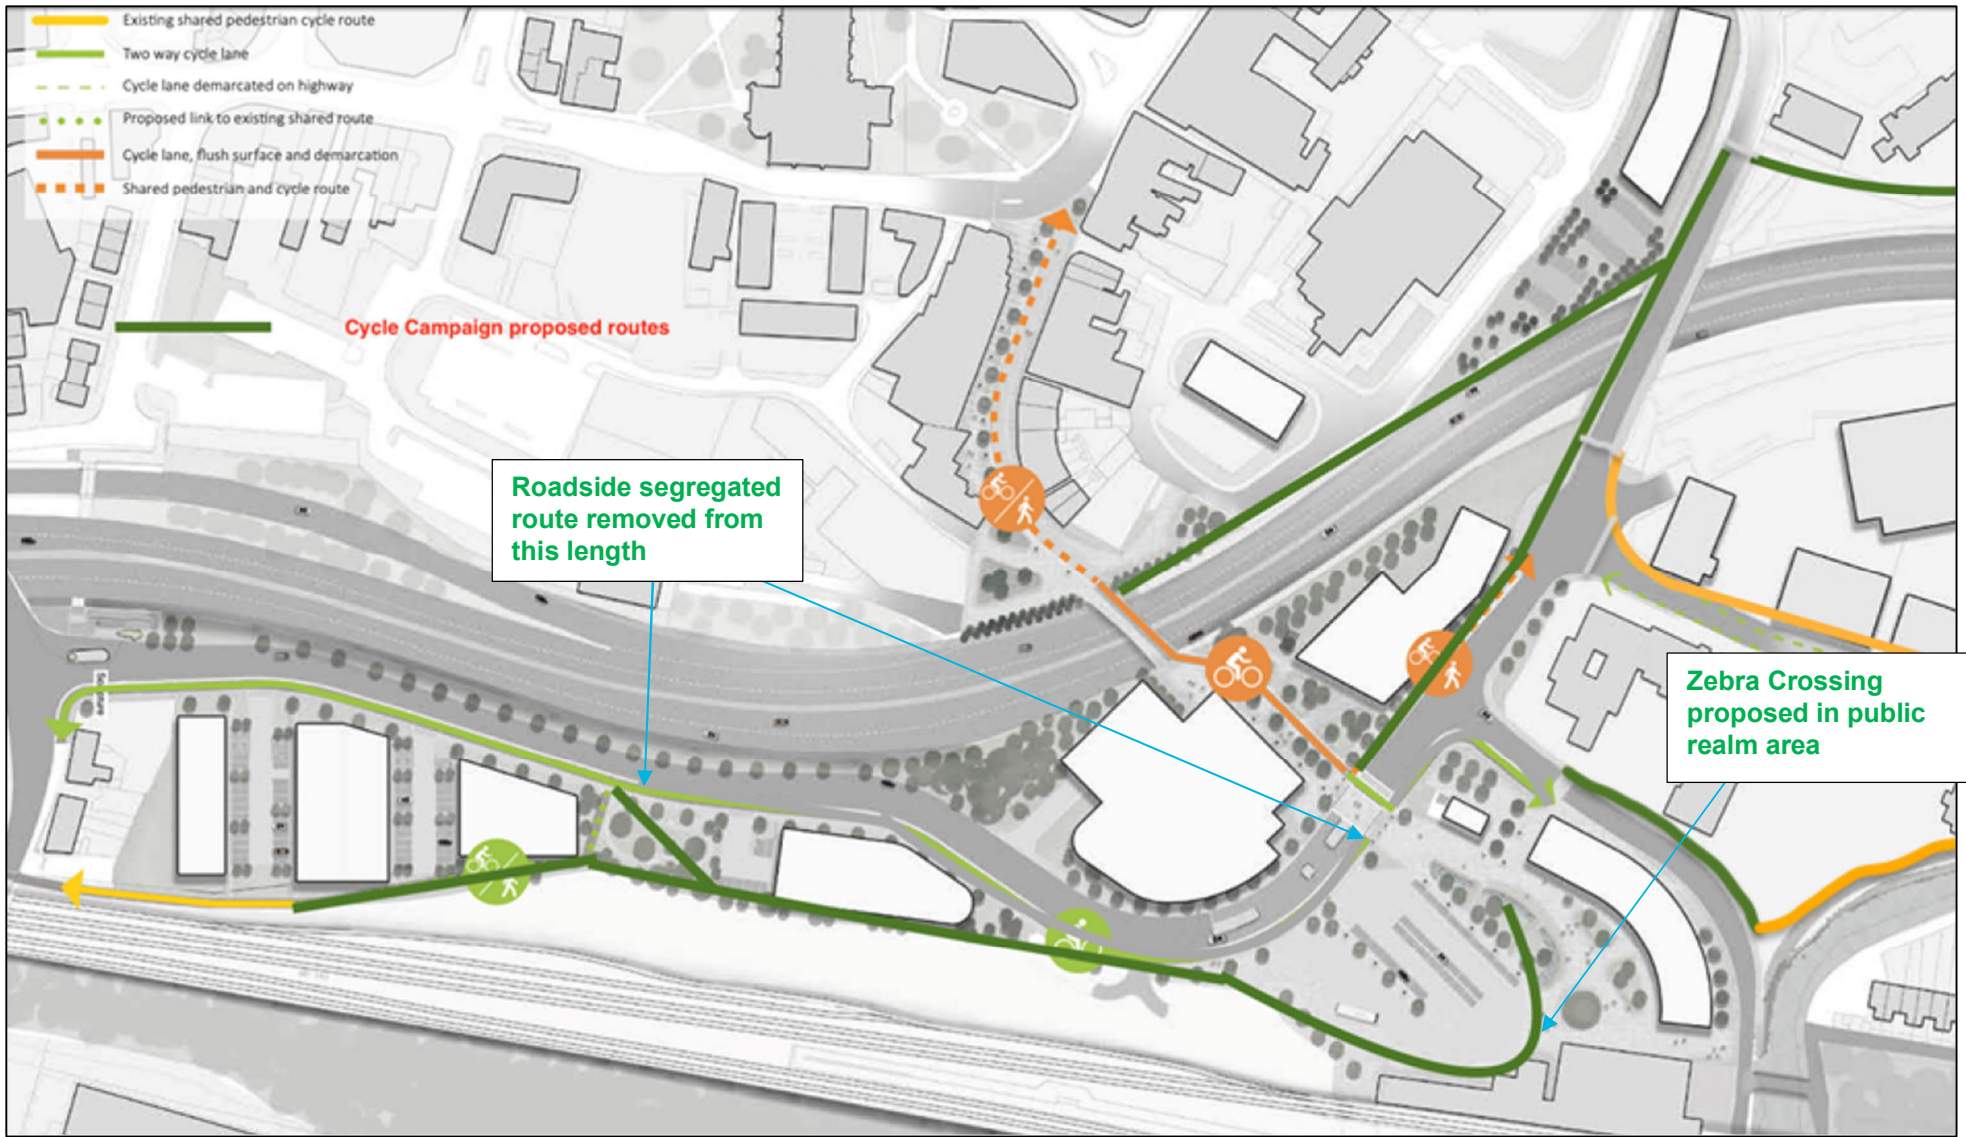 Existing shared pedestrian cycle route
Two way cycle lane
Cycle lane demarcated on highway
Proposed link to existing shared route
Cycle lane, flush surface and demarcation
Shared pedestrian and cycle route
Cycle Campaign proposed routes
Roadside segregated
route removed from
this length
Zebra Crossing
proposed in public
realm area